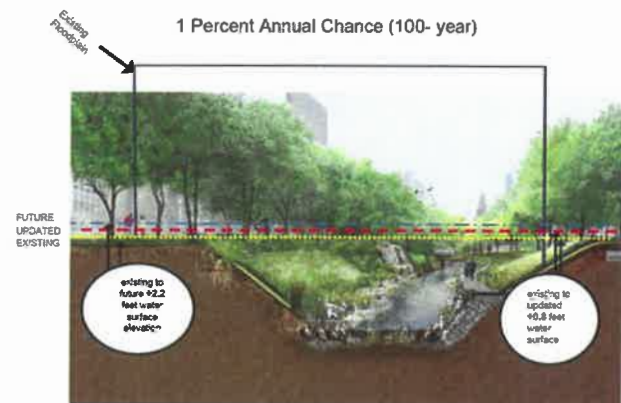 Existing
Floodplain
1 Percent Annual Chance (100- year)
FUTURE
UPDATED
EXISTING
existing to
future +2.2
feet water
surface
elevation
existing to
updated
+0.8 feet
water
surface